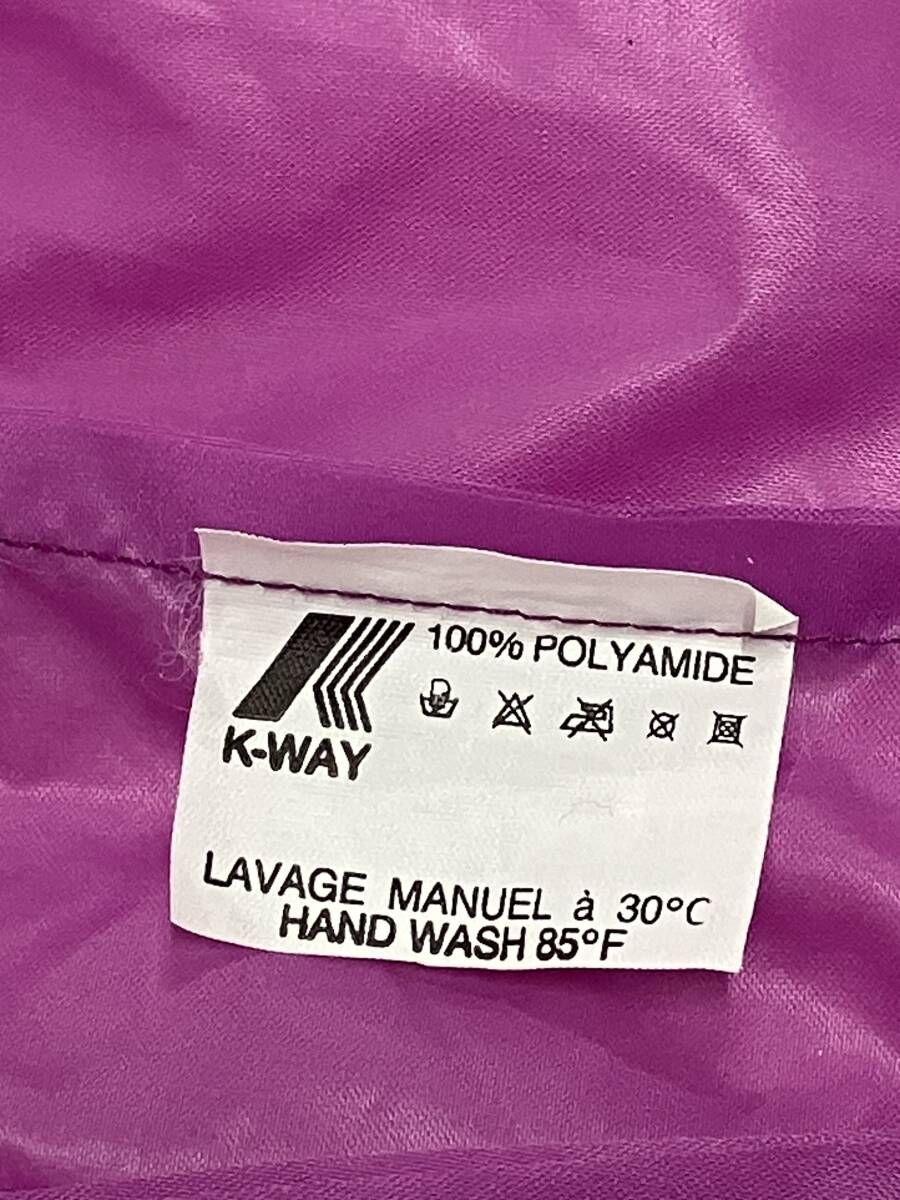 100% POLYAMIDE
K-WAY
LAVAGE MANUEL à 30°C
HAND WASH 85°F